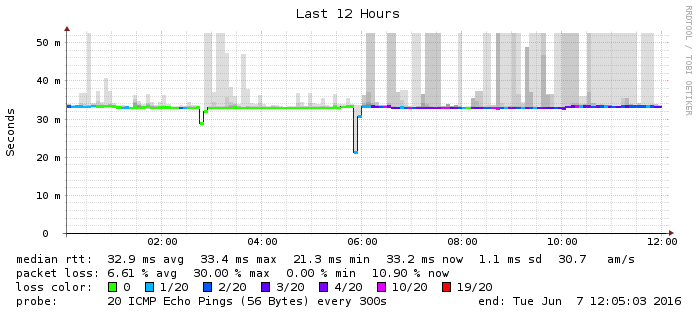 Last 12 Hours
RRDTOOL / TOBI OETIKER
Seconds
50 m
40 m
30 m
20 m
10 m
0
02:00 04:00 06:00 08:00 10:00 12:00
median rtt: 32.9 ms avg 33.4 ms max 21.3 ms min 33.2 ms now 1.1 ms sd 30.7 am/s
packet loss: 6.61 % avg 30.00 % max 0.00 % min 10.90 % now
loss color: 0 1/20 2/20 3/20 4/20 10/20 19/20
probe: 20 ICMP Echo Pings (56 Bytes) every 300s end: Tue Jun 7 12:05:03 2016